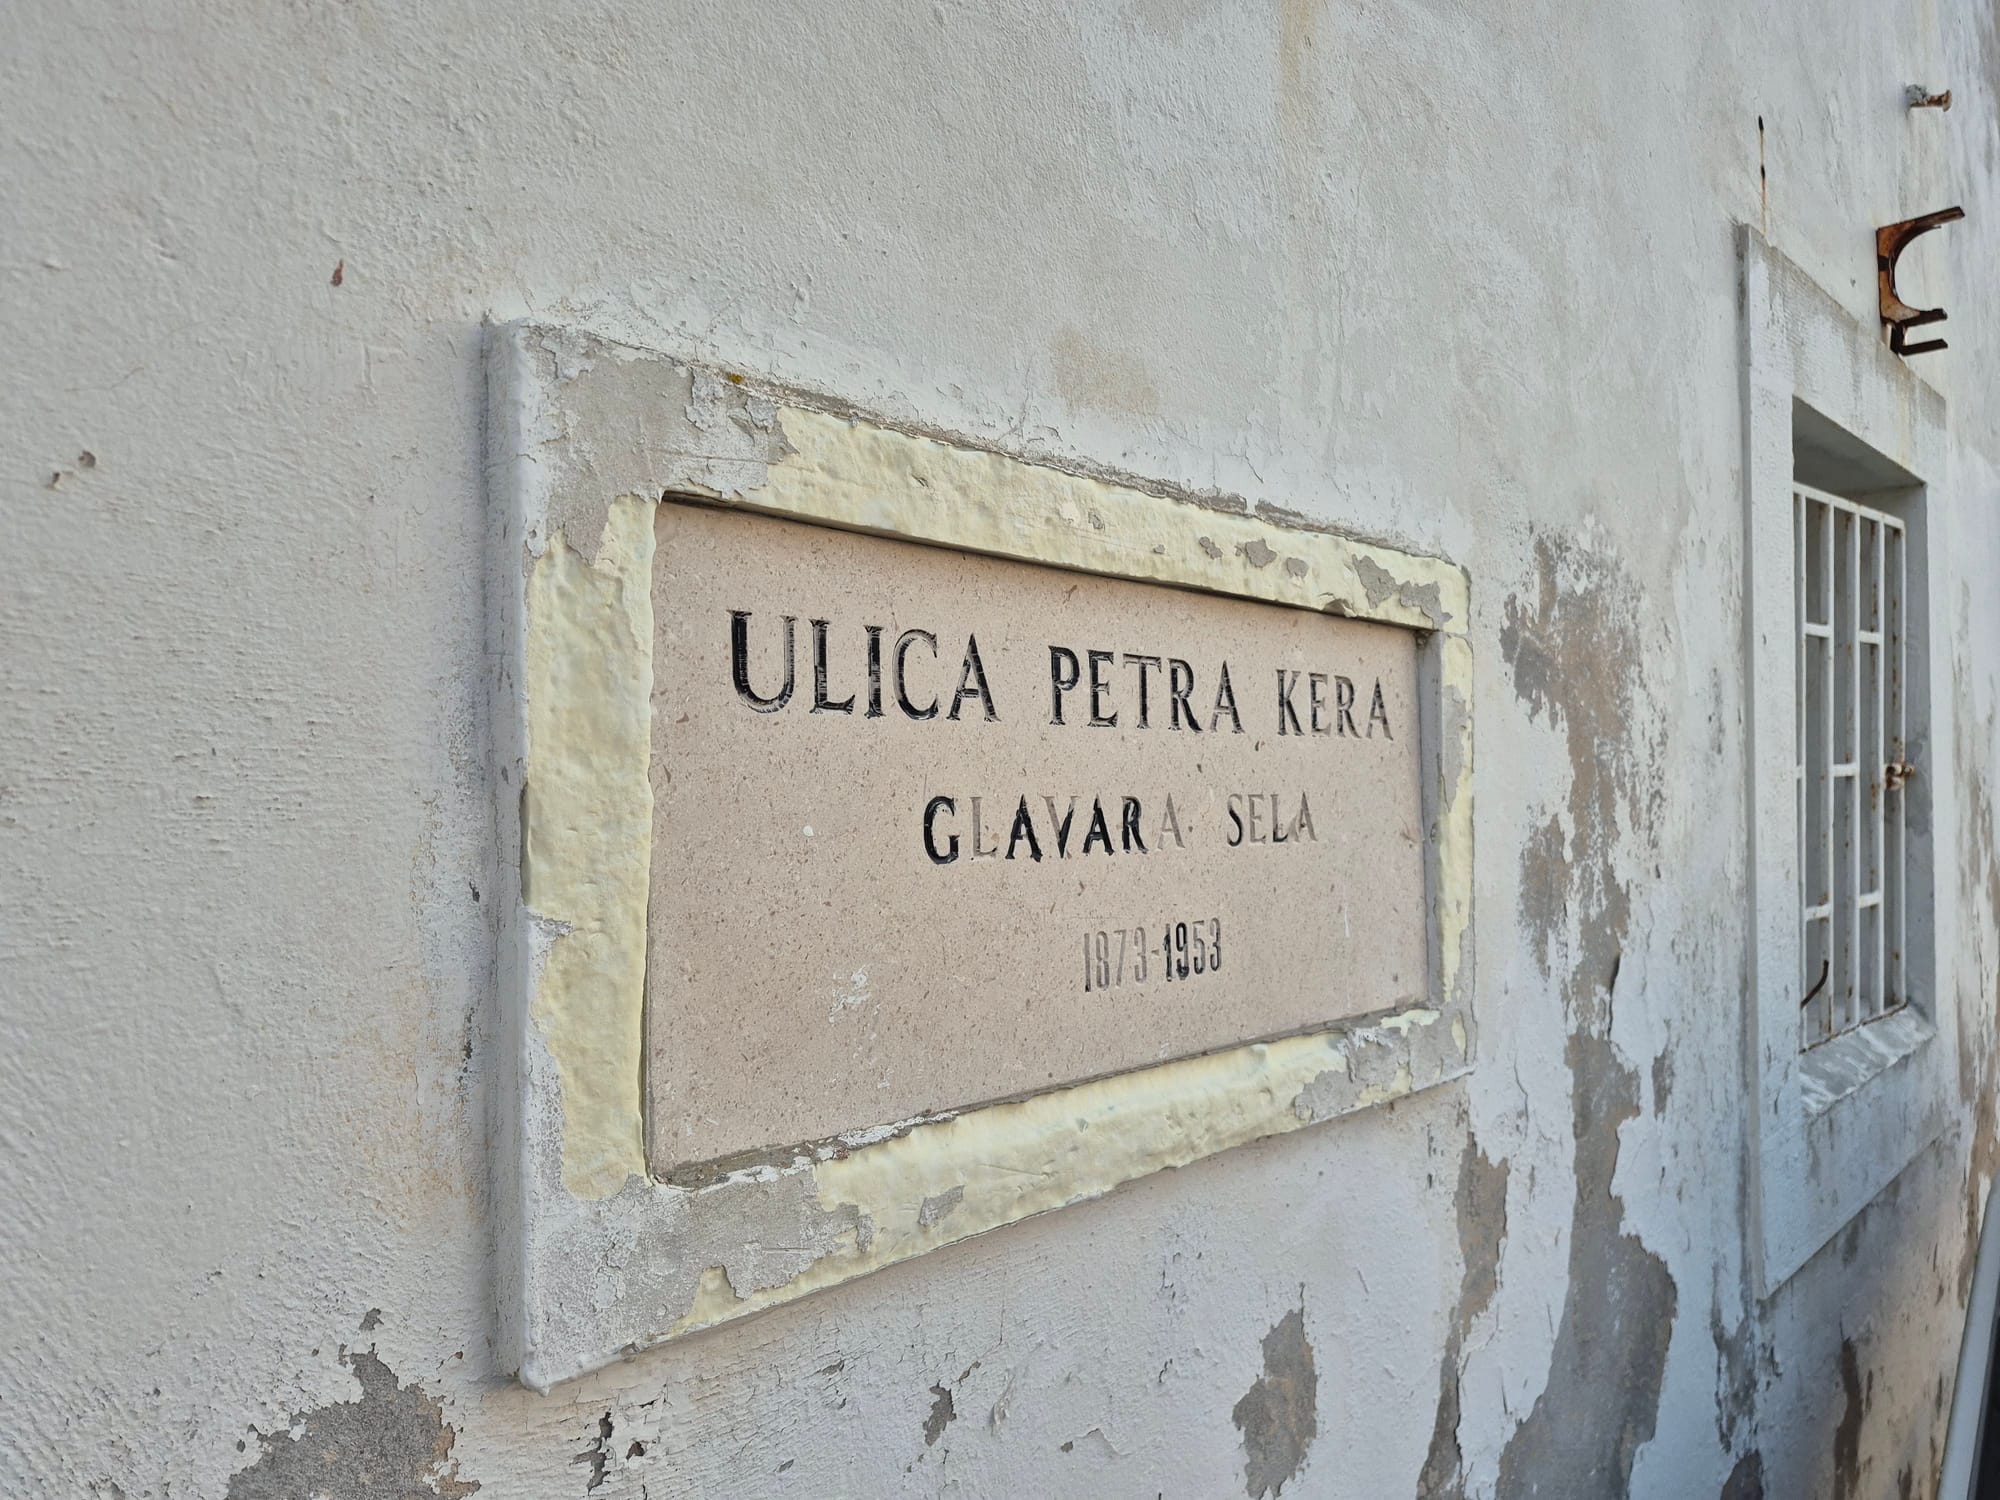 ULICA PETRA KERA
GLAVARA SELA
1873-1953